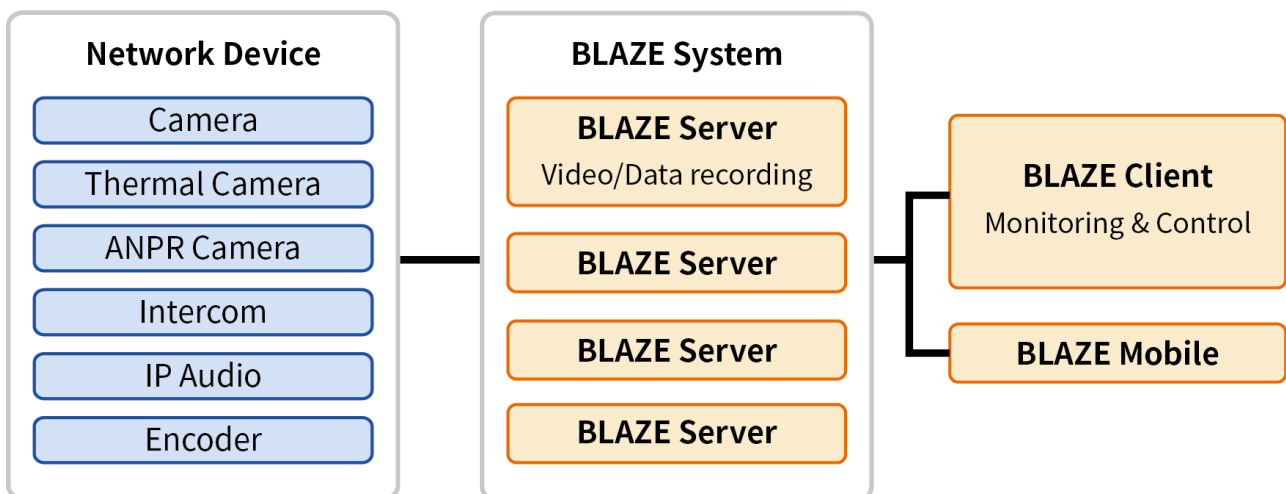 Network Device
Camera
Thermal Camera
ANPR Camera
Intercom
IP Audio
Encoder
BLAZE System
BLAZE Server
Video/Data recording
BLAZE Server
BLAZE Server
BLAZE Server
BLAZE Client
Monitoring & Control
BLAZE Mobile